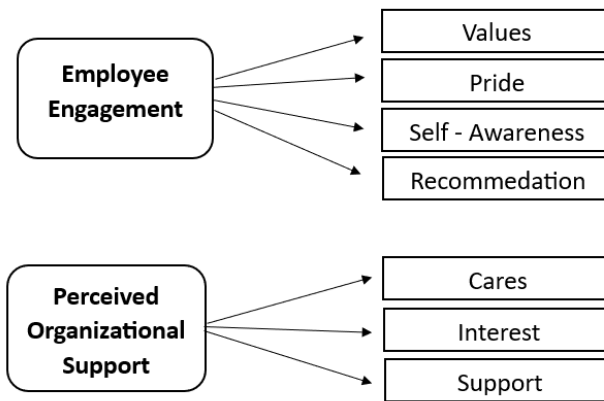 Employee
Engagement
Values
Pride
Self - Awareness
Recommedation
Perceived
Organizational
Support
Cares
Interest
Support